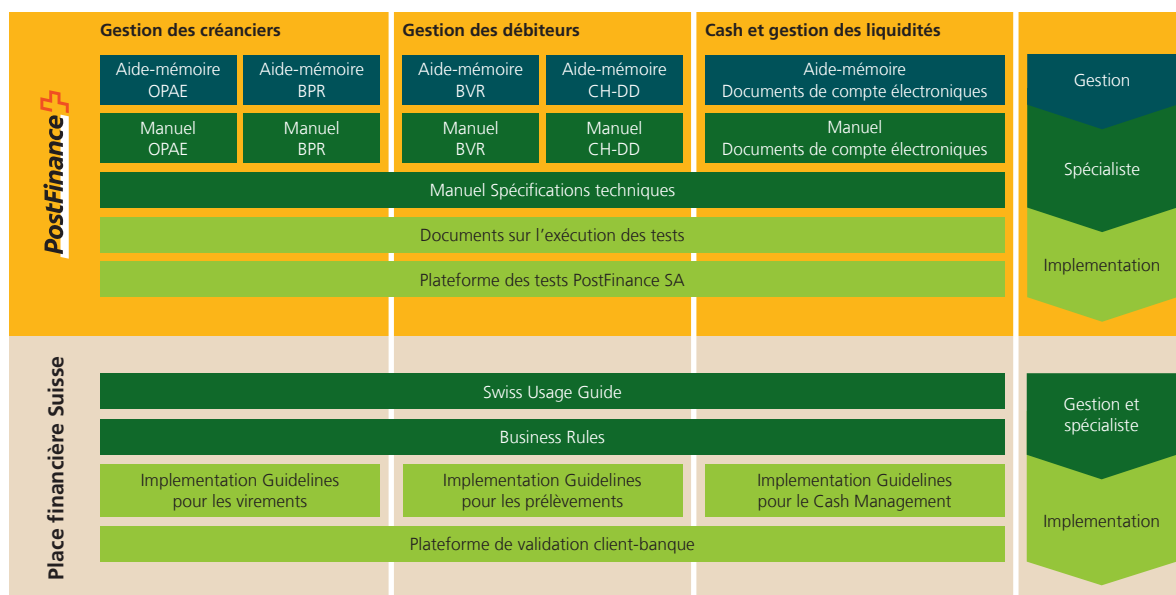 Gestion des créanciers
Gestion des débiteurs
Cash et gestion des liquidités
PostFinance
Aide-mémoire
OPAE
Aide-mémoire
BPR
Aide-mémoire
BVR
Aide-mémoire
CH-DD
Aide-mémoire
Documents de compte électroniques
Gestion
Manuel
OPAE
Manuel
BPR
Manuel
BVR
Manuel
CH-DD
Manuel
Documents de compte électroniques
Spécialiste
Manuel Spécifications techniques
Documents sur l'exécution des tests
Plateforme des tests PostFinance SA
Implementation
Place financière Suisse
Swiss Usage Guide
Business Rules
Gestion et
spécialiste
Implementation Guidelines
pour les virements
Implementation Guidelines
pour les prélèvements
Implementation Guidelines
pour le Cash Management
Implementation
Plateforme de validation client-banque